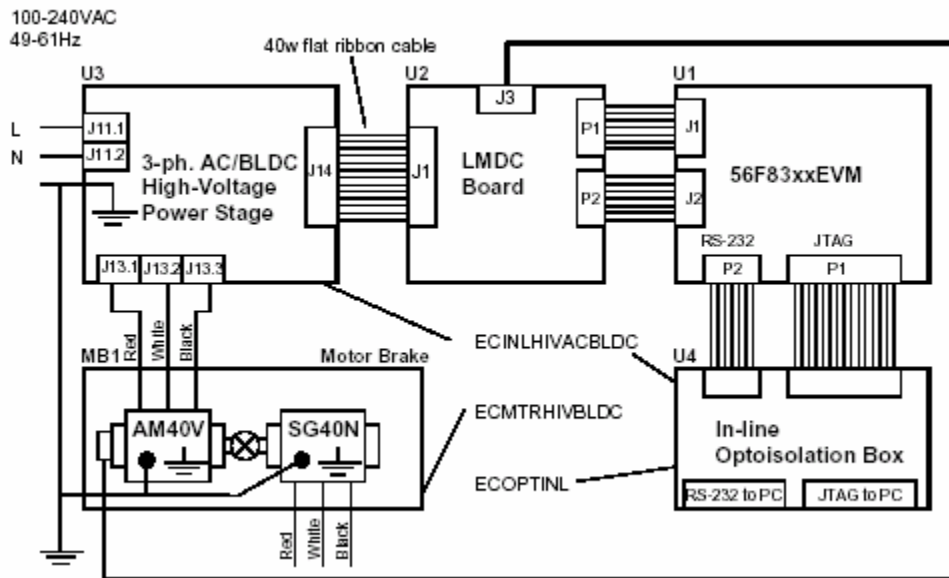 100-240VAC
49-61Hz
40w flat ribbon cable
U3
U2
U1
J3
L
J11.1
N
J11.2
3-ph. AC/BLDC
High-Voltage
Power Stage
J14
J1
LMDC
Board
P1
P2
J1
J2
56F83xxEVM
RS-232
JTAG
P2
P1
J13.1
J13.2
J13.3
Red
White
Black
MB1
Motor Brake
ECINLHIVACBLDC
U4
AM40V
SG40N
ECMTRHIVBLDC
In-line
Optoisolation Box
ECOPTINL
RS-232 to PC
JTAG to PC
Red
White
Black